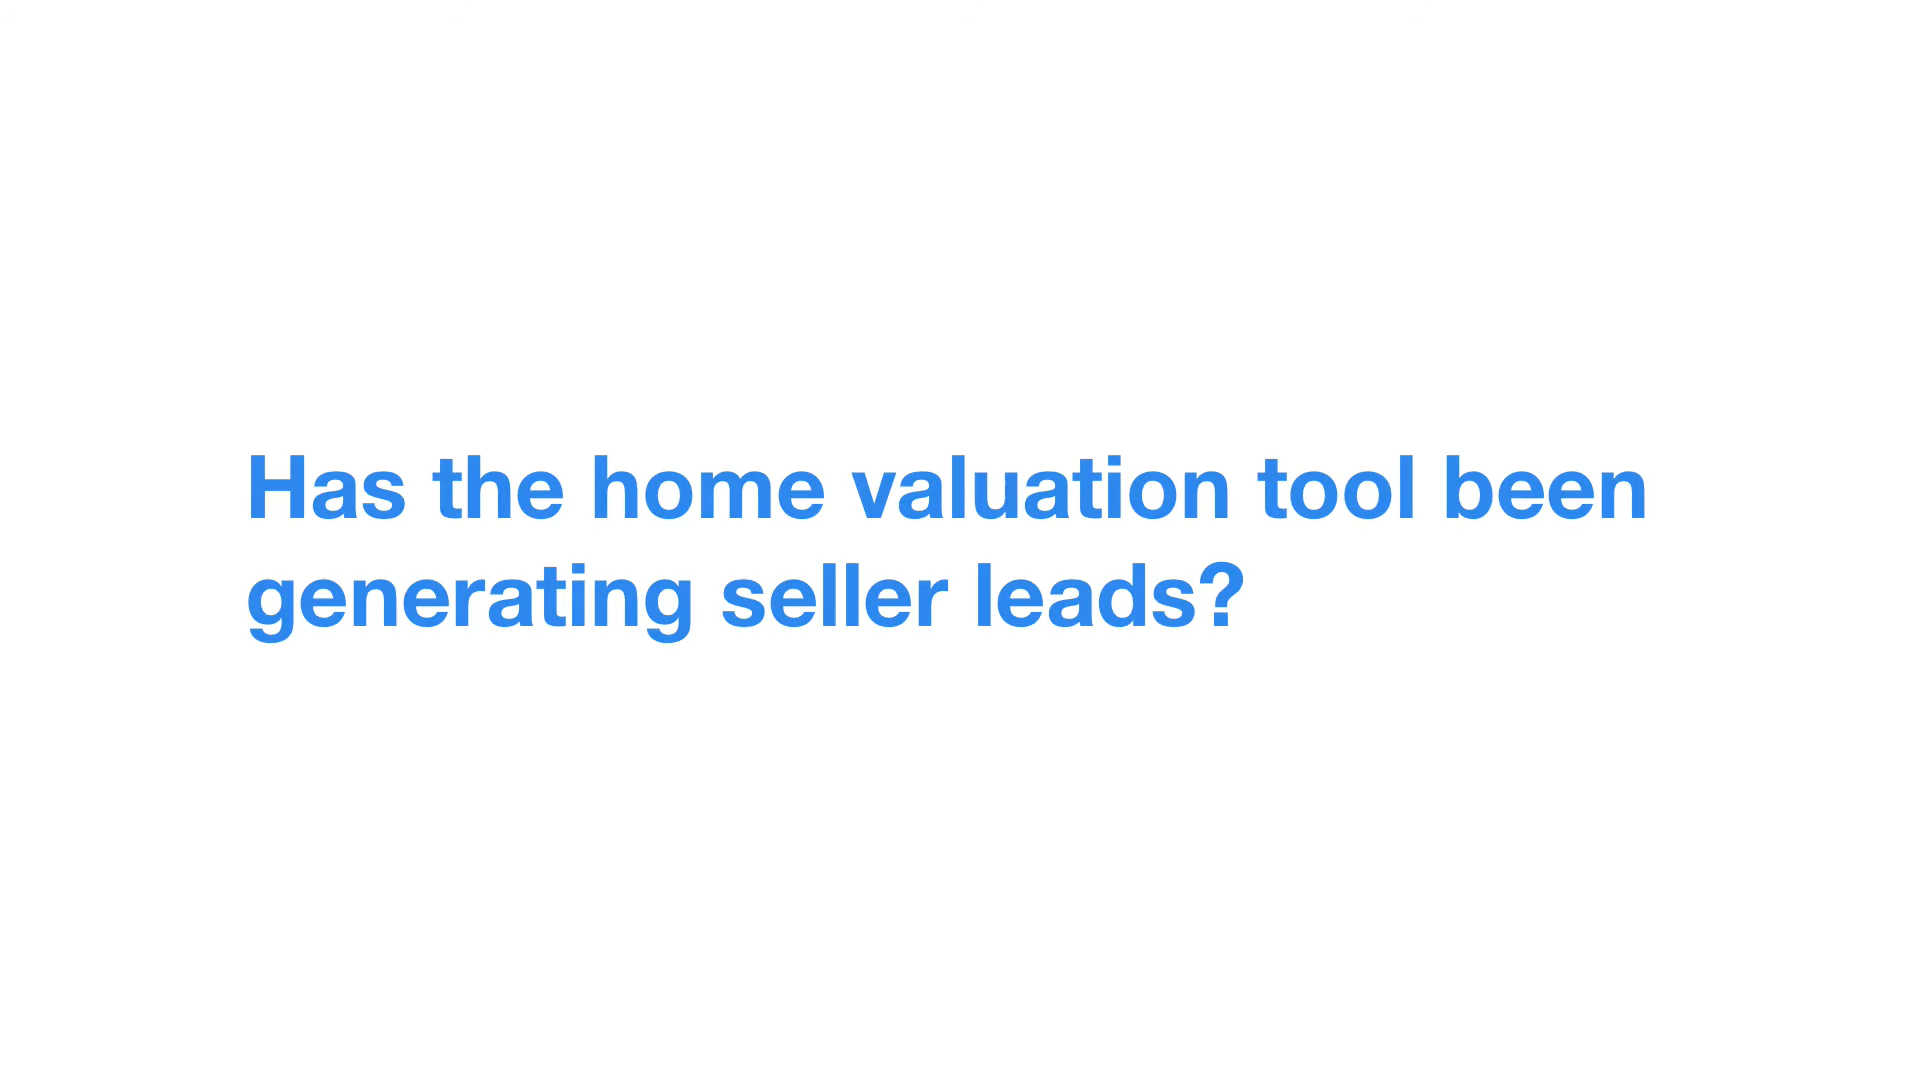 Has the home valuation tool been
generating seller leads?